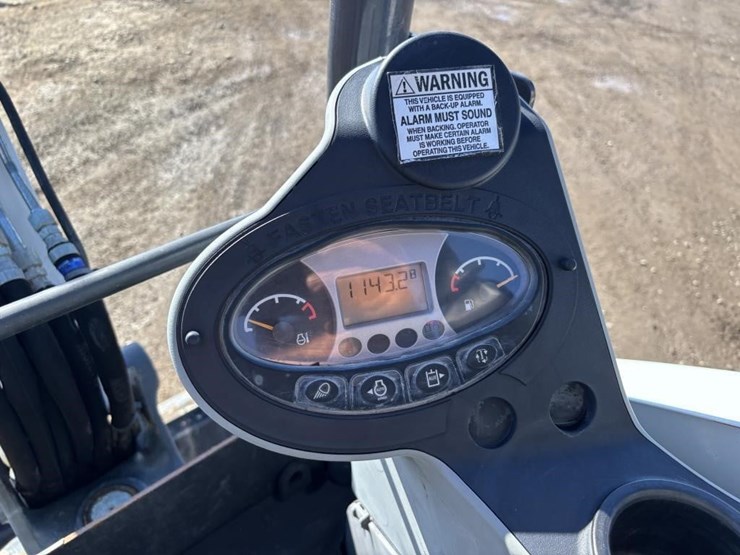 WARNING
THIS VEHICLE IS EQUIPPED
WITH A BACK-UP ALARM.
ALARM MUST SOUND
WHEN BACKING. OPERATOR
MUST MAKE CERTAIN ALARM
IS WORKING BEFORE
OPERATING THIS VEHICLE.
FASTEN SEATBELT
1143.28